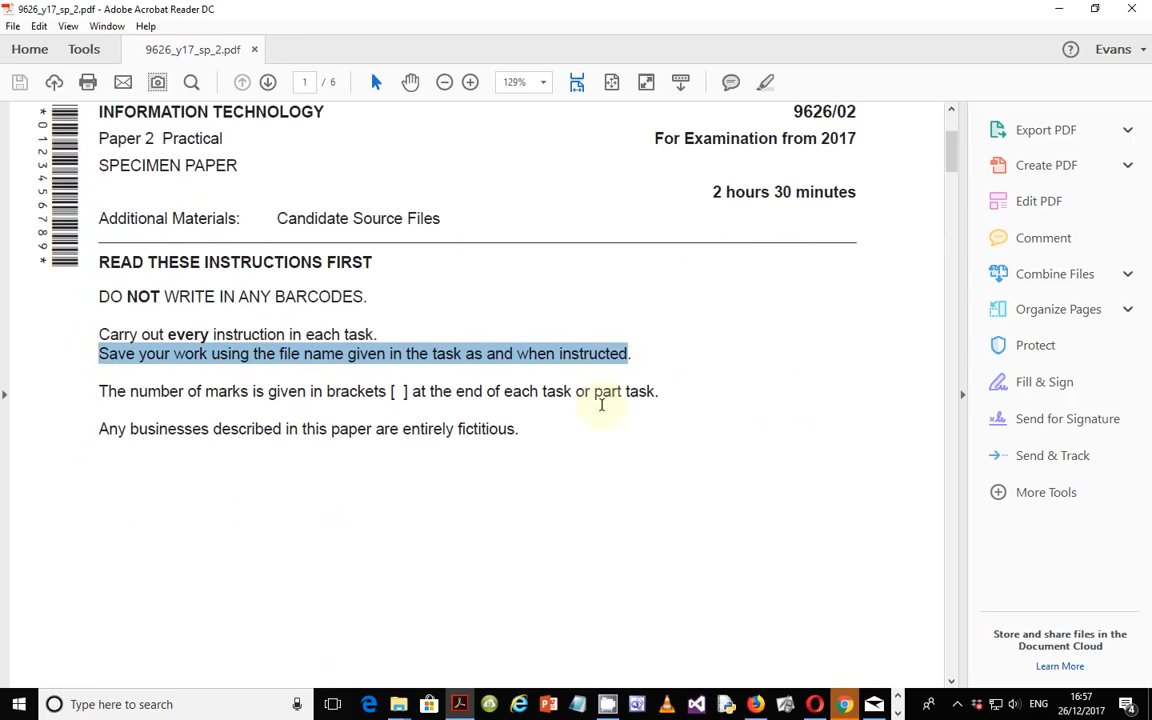 9626_y17_sp_2.pdf - Adobe Acrobat Reader DC
File Edit View Window Help
Home Tools 9626_y17_sp_2.pdf × Evans
1 / 6 129%
INFORMATION TECHNOLOGY 9626/02
Paper 2 Practical For Examination from 2017
SPECIMEN PAPER
2 hours 30 minutes
Additional Materials: Candidate Source Files
*0123456789*
READ THESE INSTRUCTIONS FIRST
DO NOT WRITE IN ANY BARCODES.
Carry out every instruction in each task.
Save your work using the file name given in the task as and when instructed.
The number of marks is given in brackets [ ] at the end of each task or part task.
Any businesses described in this paper are entirely fictitious.
Export PDF
Create PDF
Edit PDF
Comment
Combine Files
Organize Pages
Protect
Fill & Sign
Send for Signature
Send & Track
More Tools
Store and share files in the
Document Cloud
Learn More
Type here to search
16:57
26/12/2017
4